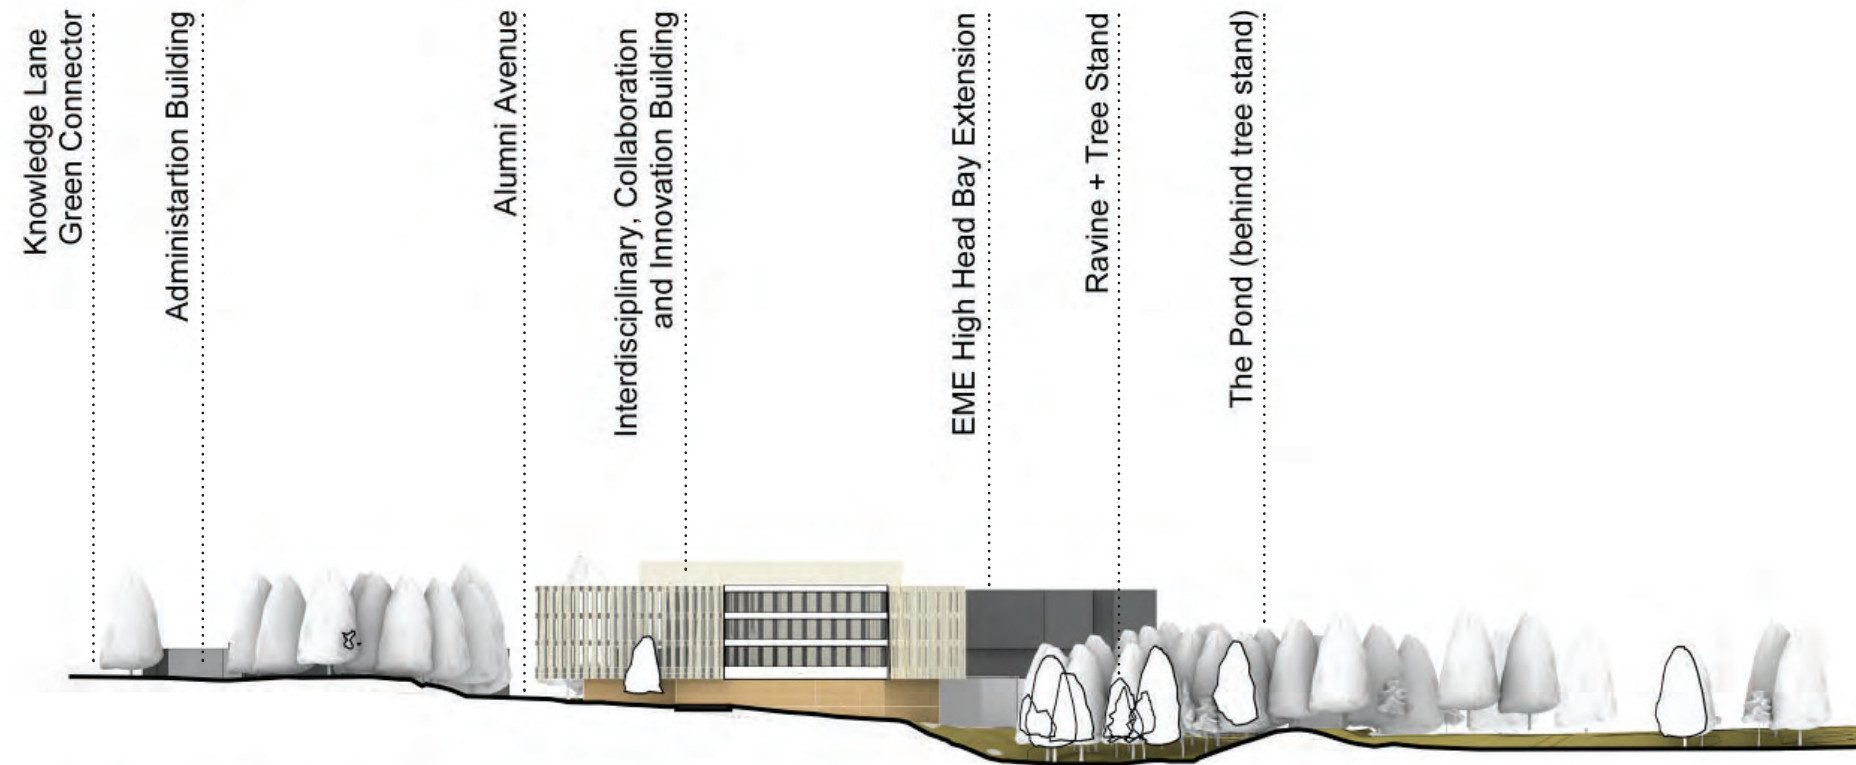 Knowledge Lane
Green Connector
Administartion Building
Alumni Avenue
Interdisciplinary, Collaboration
and Innovation Building
EME High Head Bay Extension
Ravine + Tree Stand
The Pond (behind tree stand)